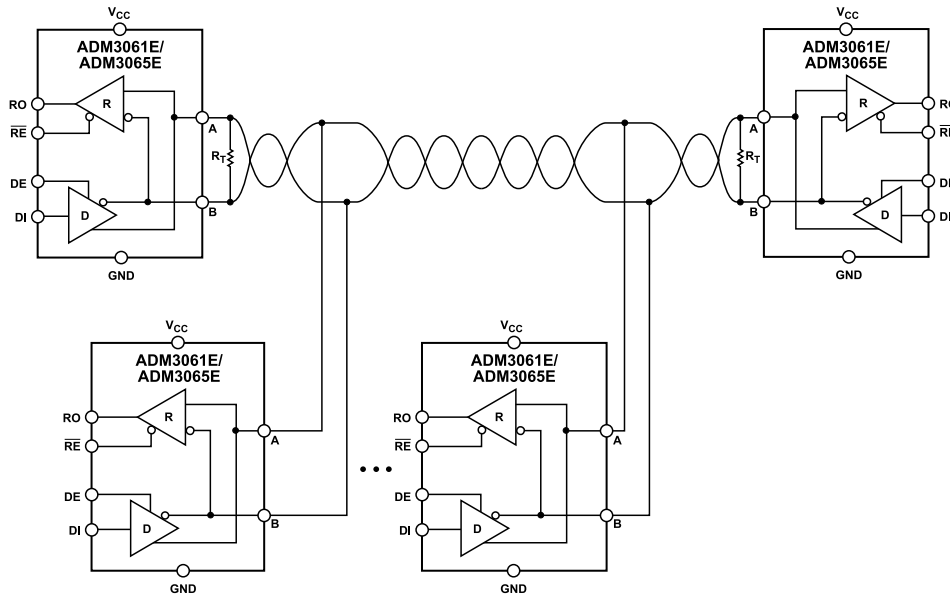 VCC
ADM3061E/
ADM3065E
RO
R
RE
A
RT
DE
B
DI
D
GND
VCC
ADM3061E/
ADM3065E
R
RO
RE
A
RT
DE
B
D
DI
GND
VCC
ADM3061E/
ADM3065E
RO
R
RE
A
DE
B
DI
D
GND
• • •
VCC
ADM3061E/
ADM3065E
RO
R
RE
A
DE
B
DI
D
GND